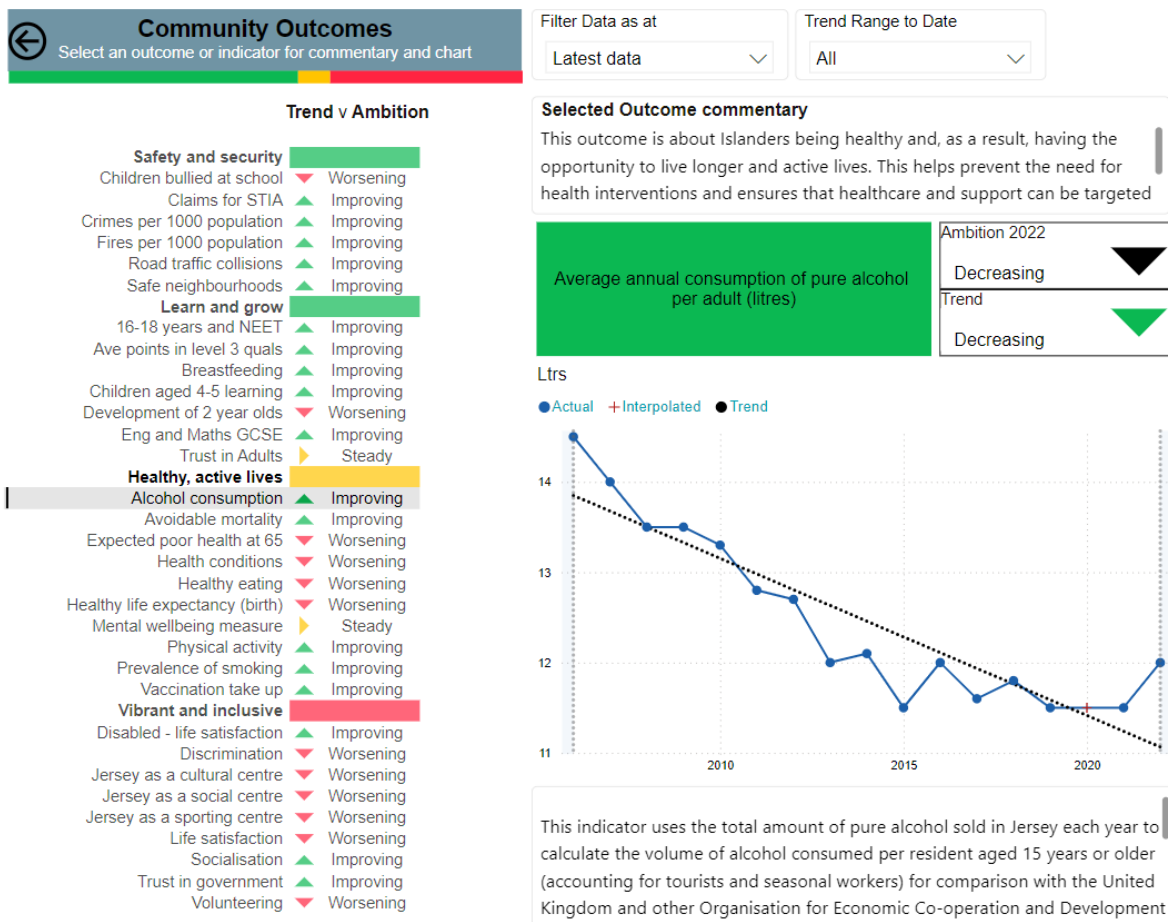 Community Outcomes
Select an outcome or indicator for commentary and chart
Filter Data as at
Latest data
Trend Range to Date
All
Trend v Ambition
Safety and security
Children bullied at school Worsening
Claims for STIA Improving
Crimes per 1000 population Improving
Fires per 1000 population Improving
Road traffic collisions Improving
Safe neighbourhoods Improving
Learn and grow
16-18 years and NEET Improving
Ave points in level 3 quals Improving
Breastfeeding Improving
Children aged 4-5 learning Improving
Development of 2 year olds Worsening
Eng and Maths GCSE Improving
Trust in Adults Steady
Healthy, active lives
Alcohol consumption Improving
Avoidable mortality Improving
Expected poor health at 65 Worsening
Health conditions Worsening
Healthy eating Worsening
Healthy life expectancy (birth) Worsening
Mental wellbeing measure Steady
Physical activity Improving
Prevalence of smoking Improving
Vaccination take up Improving
Vibrant and inclusive
Disabled - life satisfaction Improving
Discrimination Worsening
Jersey as a cultural centre Worsening
Jersey as a social centre Worsening
Jersey as a sporting centre Worsening
Life satisfaction Worsening
Socialisation Improving
Trust in government Improving
Volunteering Worsening
Selected Outcome commentary
This outcome is about Islanders being healthy and, as a result, having the
opportunity to live longer and active lives. This helps prevent the need for
health interventions and ensures that healthcare and support can be targeted
Average annual consumption of pure alcohol
per adult (litres)
Ambition 2022
Decreasing
Trend
Decreasing
Ltrs
Actual Interpolated Trend
14
13
12
11
2010 2015 2020
This indicator uses the total amount of pure alcohol sold in Jersey each year to
calculate the volume of alcohol consumed per resident aged 15 years or older
(accounting for tourists and seasonal workers) for comparison with the United
Kingdom and other Organisation for Economic Co-operation and Development